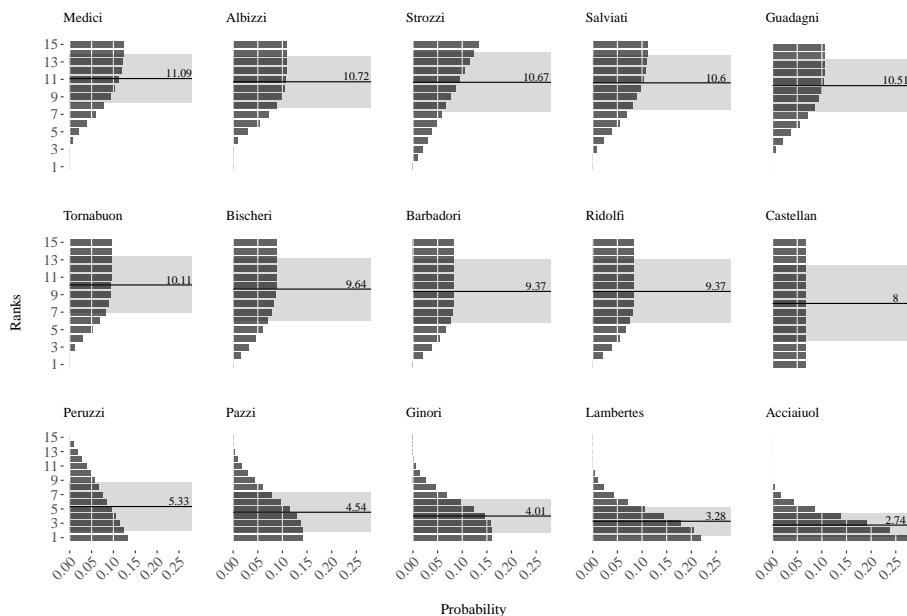 Medici Albizzi Strozzi Salviati Guadagni
15
13
11
9
7
5
3
1
11.09 10.72 10.67 10.6 10.51
Tornabuon Bischeri Barbadori Ridolfi Castellan
15
13
11
9
7
5
3
1
10.11 9.64 9.37 9.37 8
Ranks
Peruzzi Pazzi Ginori Lambertes Acciaiuol
15
13
11
9
7
5
3
1
5.33 4.54 4.01 3.28 2.74
0.00 0.05 0.10 0.15 0.20 0.25 0.00 0.05 0.10 0.15 0.20 0.25 0.00 0.05 0.10 0.15 0.20 0.25 0.00 0.05 0.10 0.15 0.20 0.25 0.00 0.05 0.10 0.15 0.20 0.25
Probability